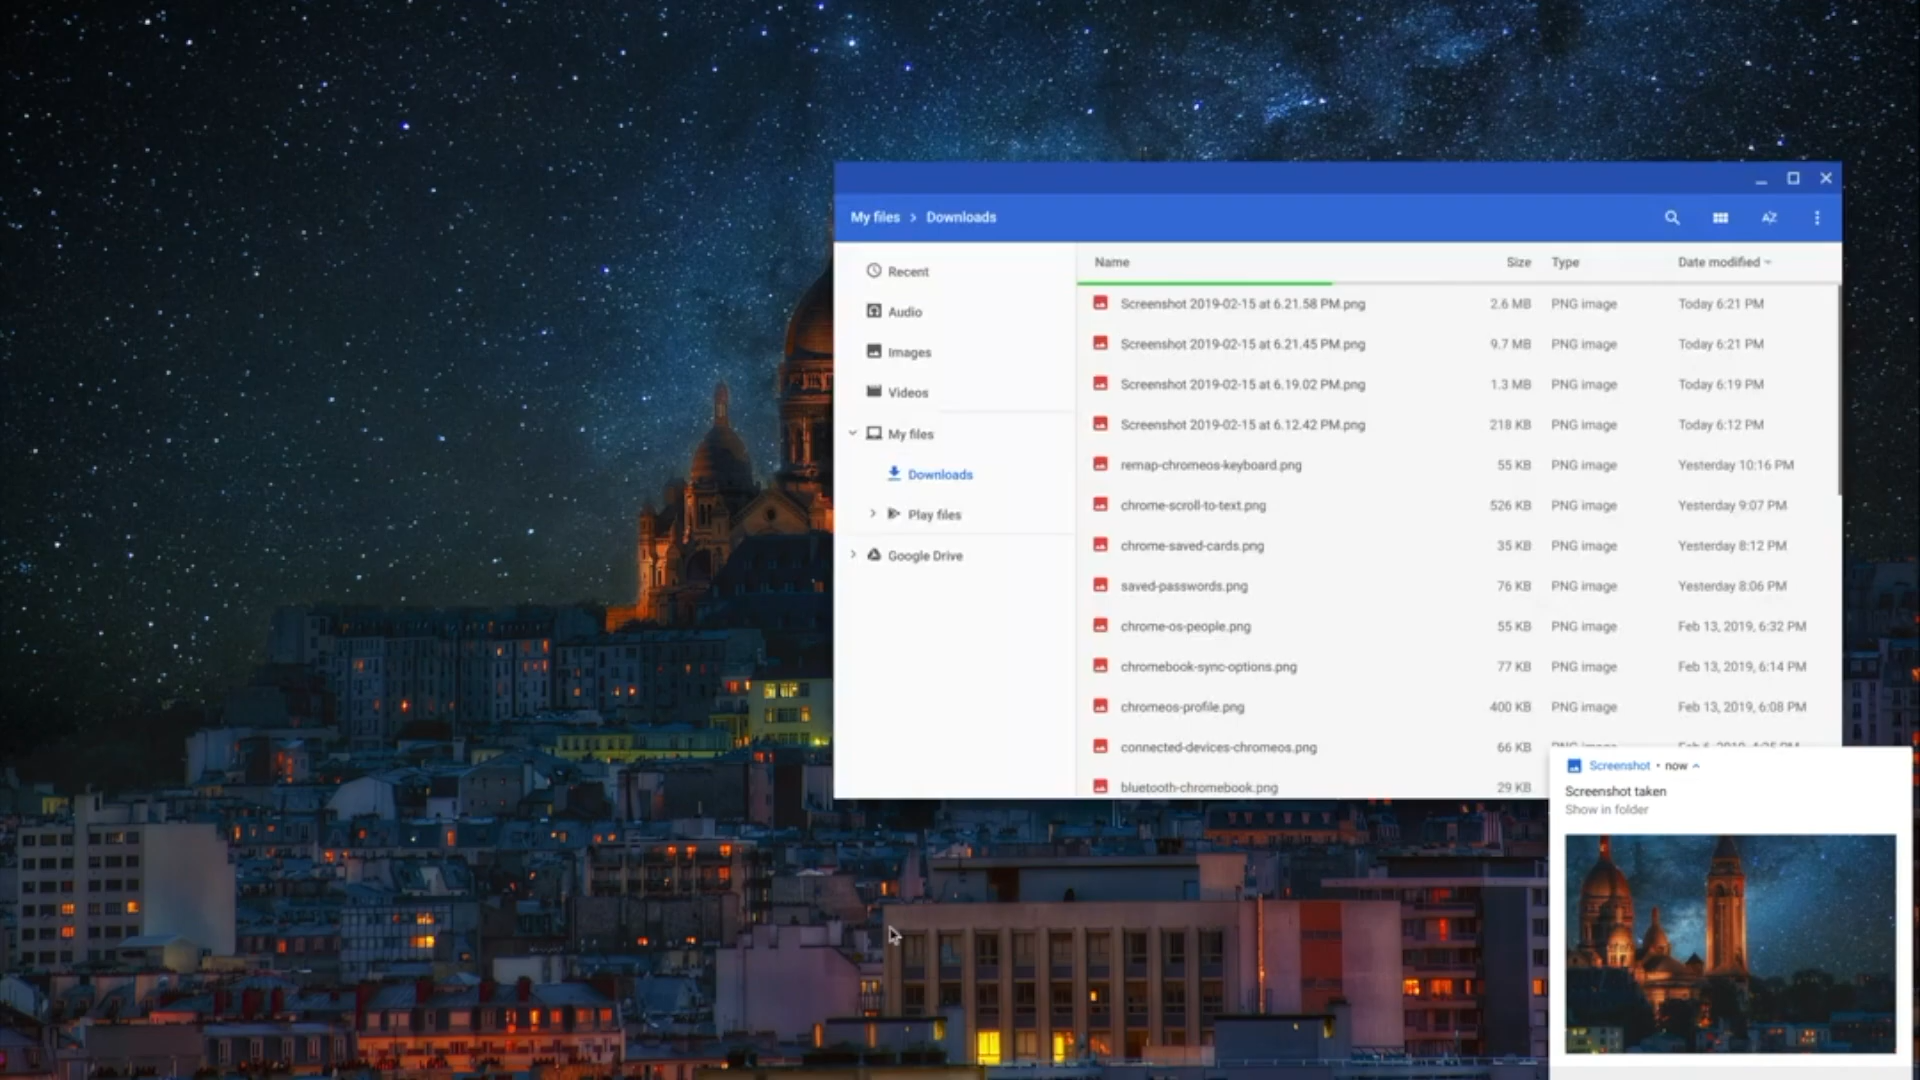 My files > Downloads
AZ
Recent
Audio
Images
Videos
My files
Downloads
Play files
Google Drive
Name Size Type Date modified
Screenshot 2019-02-15 at 6.21.58 PM.png 2.6 MB PNG image Today 6:21 PM
Screenshot 2019-02-15 at 6.21.45 PM.png 9.7 MB PNG image Today 6:21 PM
Screenshot 2019-02-15 at 6.19.02 PM.png 1.3 MB PNG image Today 6:19 PM
Screenshot 2019-02-15 at 6.12.42 PM.png 218 KB PNG image Today 6:12 PM
remap-chromeos-keyboard.png 55 KB PNG image Yesterday 10:16 PM
chrome-scroll-to-text.png 526 KB PNG image Yesterday 9:07 PM
chrome-saved-cards.png 35 KB PNG image Yesterday 8:12 PM
saved-passwords.png 76 KB PNG image Yesterday 8:06 PM
chrome-os-people.png 55 KB PNG image Feb 13, 2019, 6:32 PM
chromebook-sync-options.png 77 KB PNG image Feb 13, 2019, 6:14 PM
chromeos-profile.png 400 KB PNG image Feb 13, 2019, 6:08 PM
connected-devices-chromeos.png 66 KB
bluetooth-chromebook.png 29 KB
Screenshot • now
Screenshot taken
Show in folder